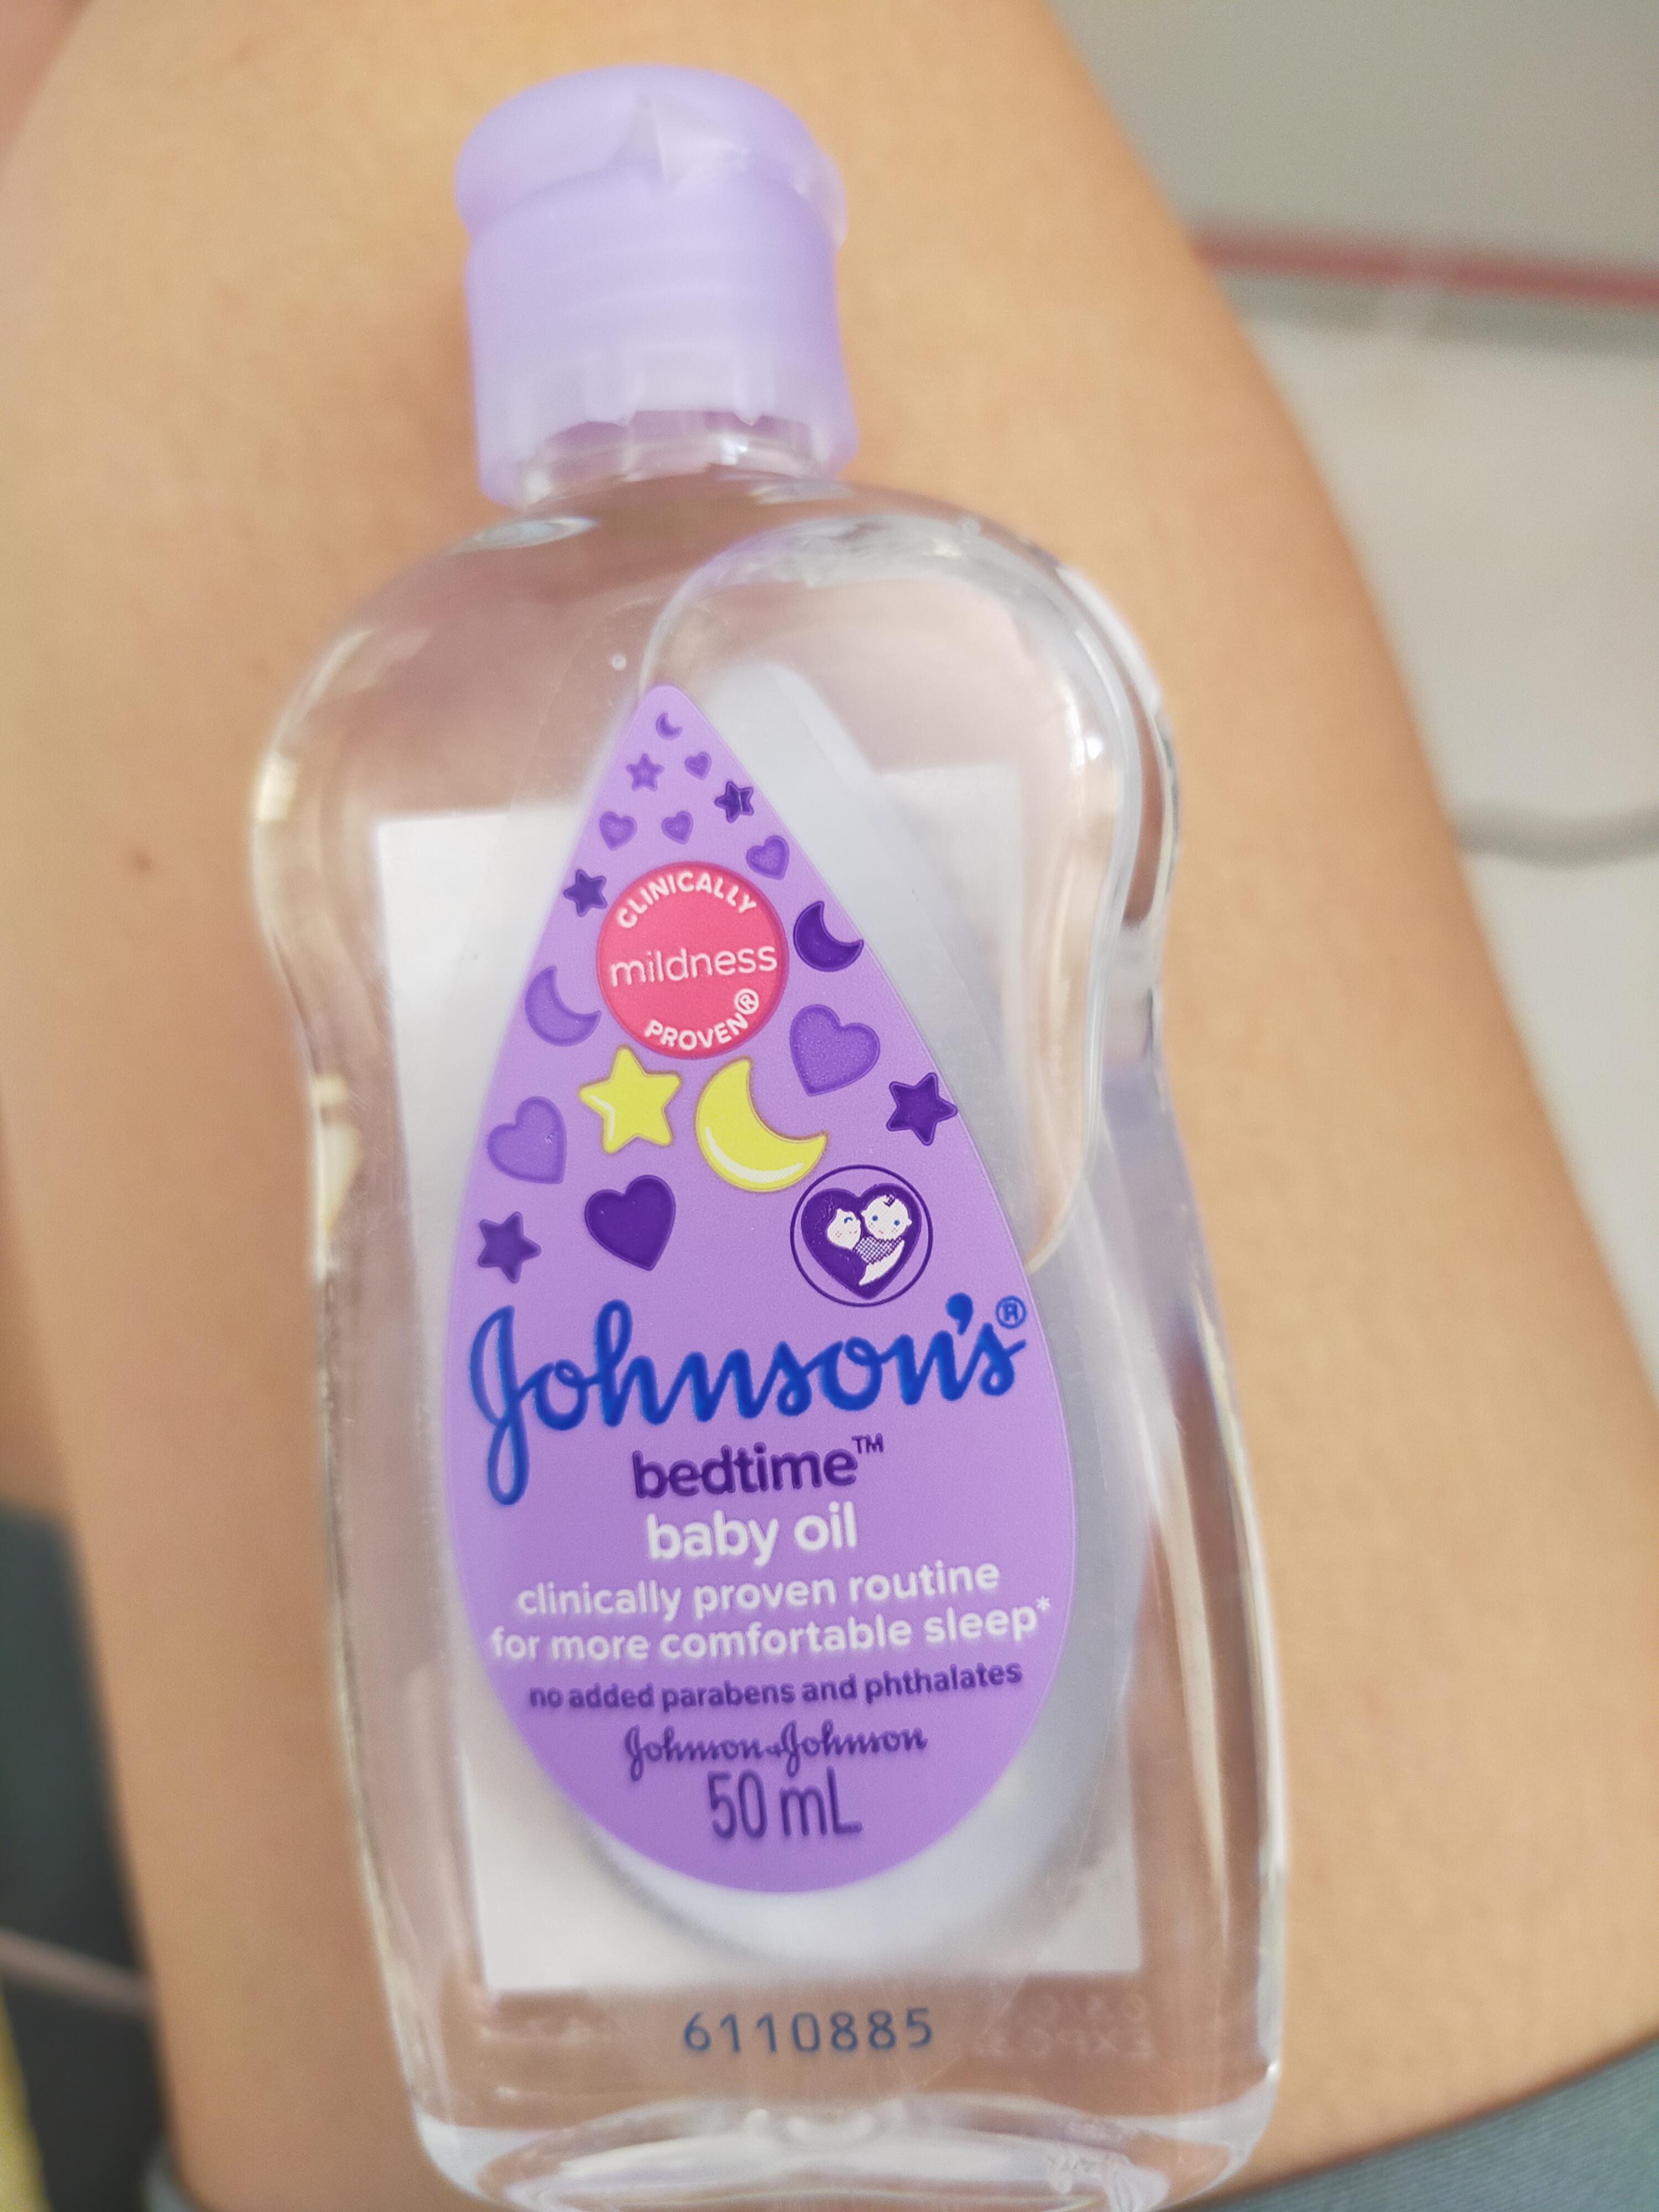 CLINICALLY
mildness
PROVEN®
Johnson's®
bedtime™
baby oil
clinically proven routine
for more comfortable sleep*
no added parabens and phthalates
Johnson & Johnson
50 mL
6110885